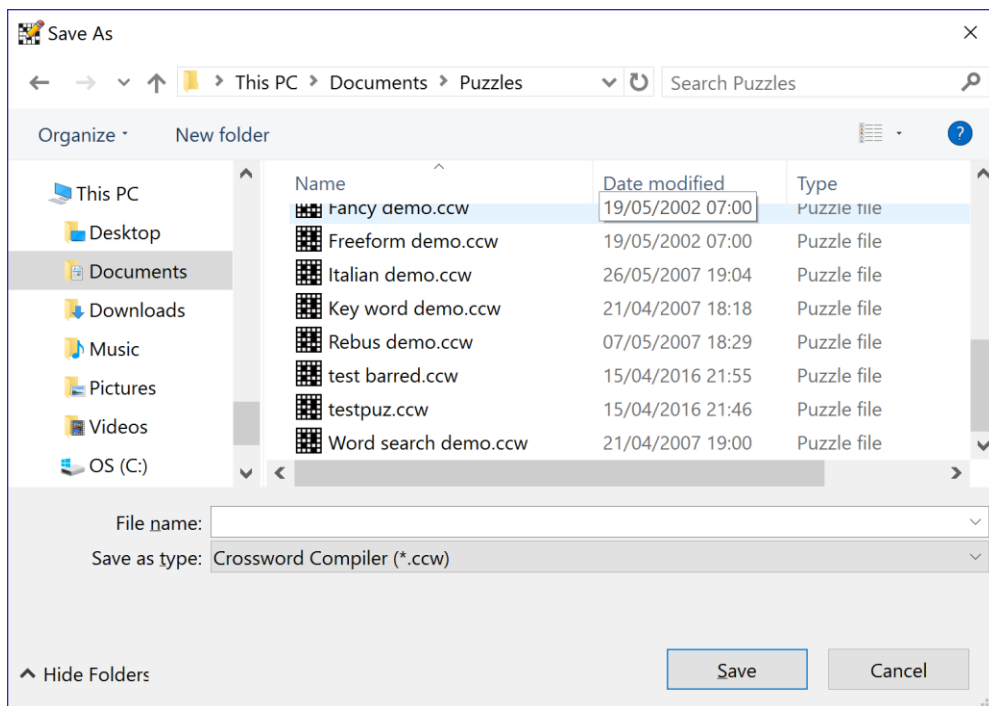 Save As
This PC > Documents > Puzzles Search Puzzles
Organize New folder ?
Name Date modified Type
This PC
Desktop
Documents
Downloads
Music
Pictures
Videos
OS (C:)
Fancy demo.ccw 19/05/2002 07:00 Puzzle file
Freeform demo.ccw 19/05/2002 07:00 Puzzle file
Italian demo.ccw 26/05/2007 19:04 Puzzle file
Key word demo.ccw 21/04/2007 18:18 Puzzle file
Rebus demo.ccw 07/05/2007 18:29 Puzzle file
test barred.ccw 15/04/2016 21:55 Puzzle file
testpuz.ccw 15/04/2016 21:46 Puzzle file
Word search demo.ccw 21/04/2007 19:00 Puzzle file
File name:
Save as type: Crossword Compiler (*.ccw)
Hide Folders Save Cancel